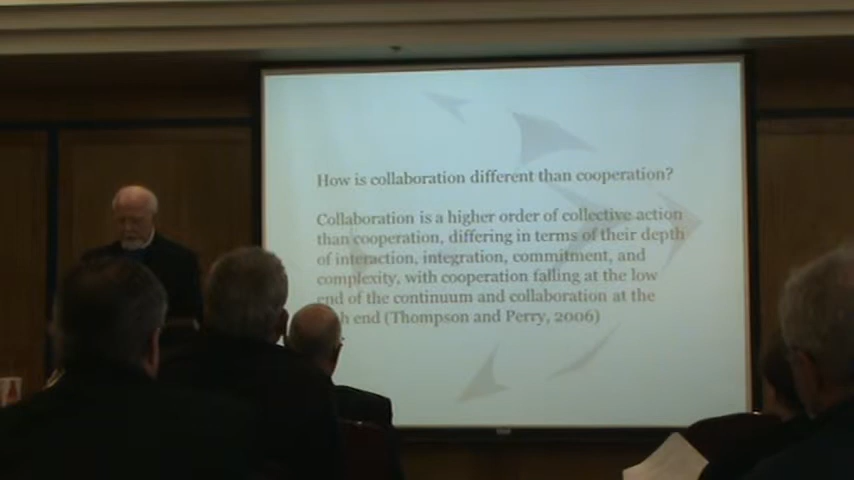 How is collaboration different than cooperation?
Collaboration is a higher order of collective action
than cooperation, differing in terms of their depth
of interaction, integration, commitment, and
complexity, with cooperation falling at the low
end of the continuum and collaboration at the
end (Thompson and Perry, 2006)